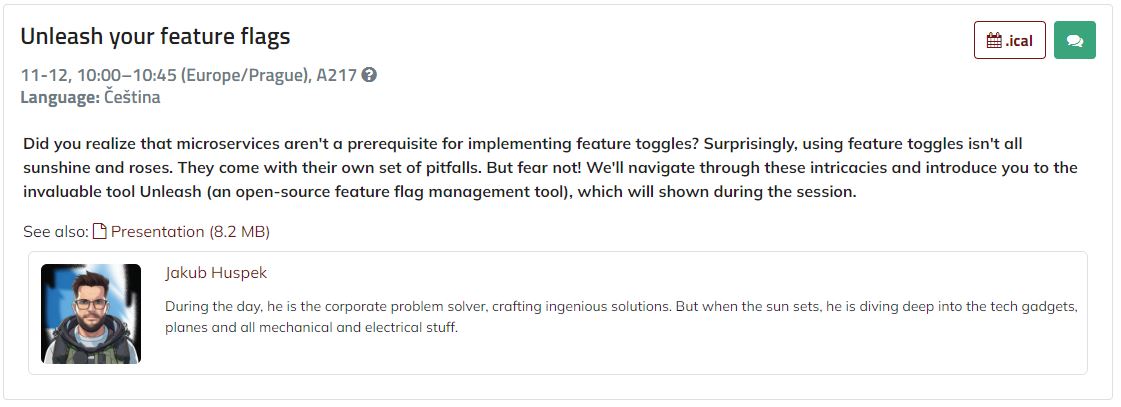 Unleash your feature flags
.ical
11-12, 10:00–10:45 (Europe/Prague), A217
Language: Čeština
Did you realize that microservices aren't a prerequisite for implementing feature toggles? Surprisingly, using feature toggles isn't all
sunshine and roses. They come with their own set of pitfalls. But fear not! We'll navigate through these intricacies and introduce you to the
invaluable tool Unleash (an open-source feature flag management tool), which will shown during the session.
See also: Presentation (8.2 MB)
Jakub Huspek
During the day, he is the corporate problem solver, crafting ingenious solutions. But when the sun sets, he is diving deep into the tech gadgets,
planes and all mechanical and electrical stuff.